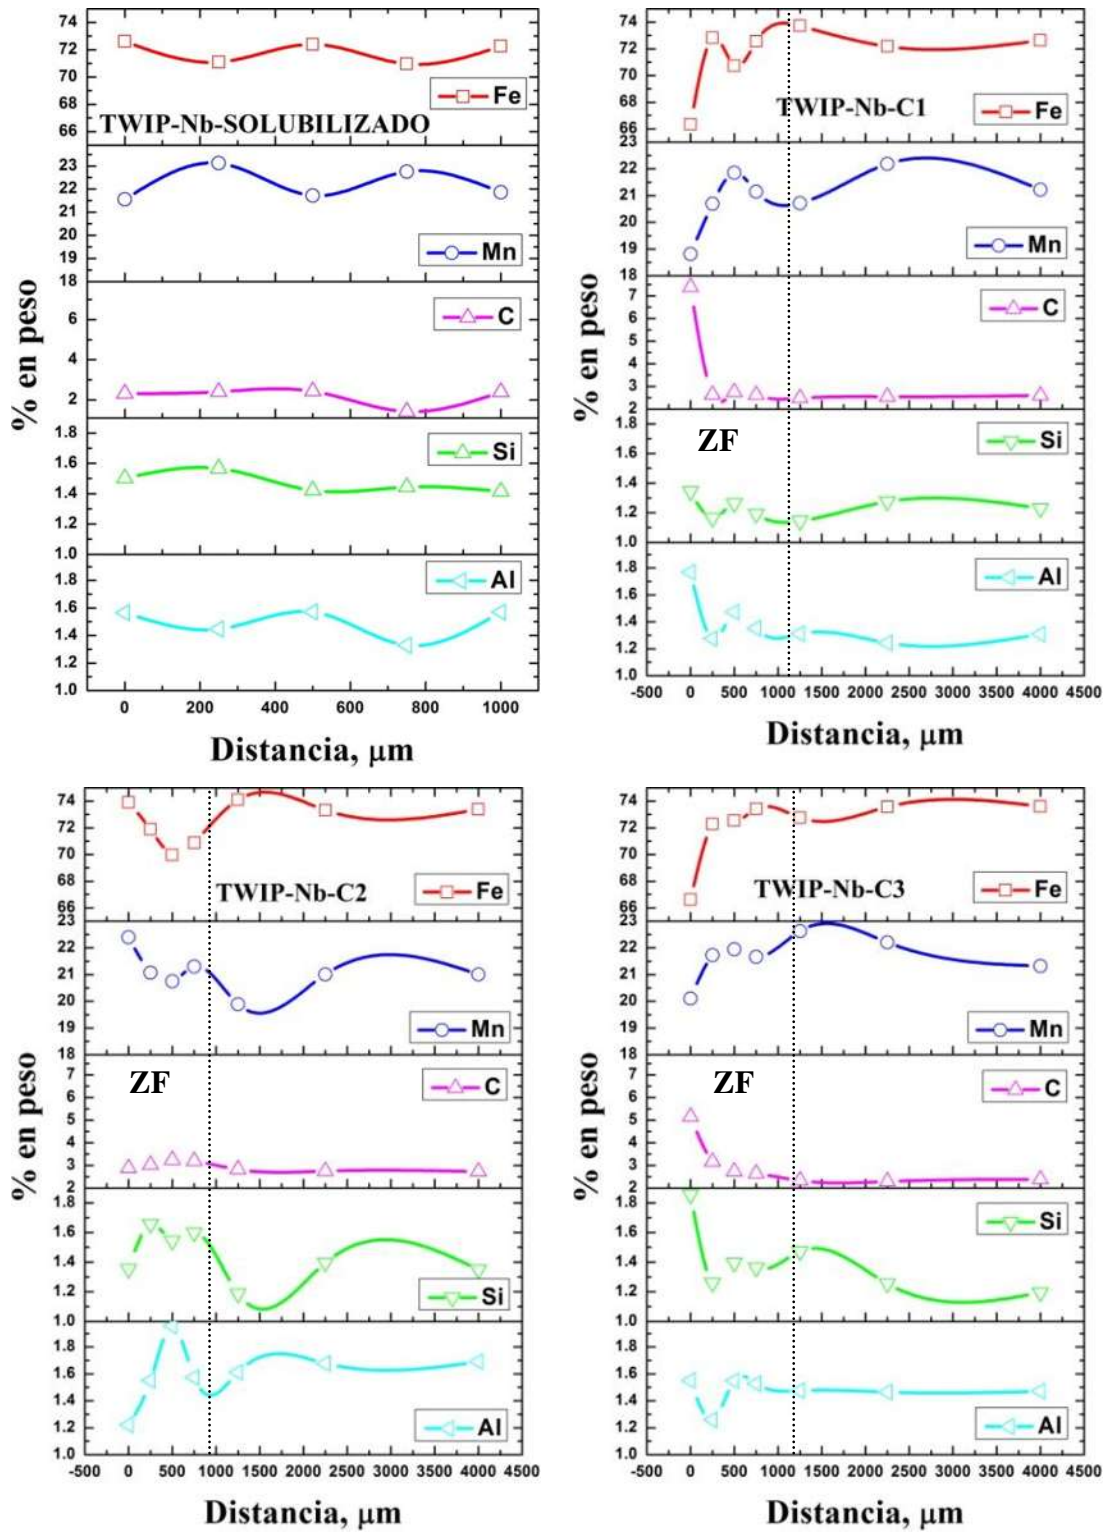 % en peso
74
72
70
68
66
TWIP-Nb-SOLUBILIZADO
Fe
23
22
21
20
19
18
Mn
6
4
2
C
1.8
1.6
1.4
1.2
1.0
Si
1.8
1.6
1.4
1.2
1.0
Al
0 200 400 600 800 1000
Distancia, μm
% en peso
74
72
70
68
66
TWIP-Nb-C1
Fe
23
22
21
20
19
18
Mn
7
6
5
4
3
2
C
1.8
1.6
1.4
1.2
1.0
ZF
Si
1.8
1.6
1.4
1.2
1.0
Al
-500 0 500 1000 1500 2000 2500 3000 3500 4000 4500
Distancia, μm
% en peso
74
72
70
68
66
TWIP-Nb-C2
Fe
23
22
21
20
19
18
Mn
7
6
5
4
3
2
ZF
C
1.8
1.6
1.4
1.2
1.0
Si
1.8
1.6
1.4
1.2
1.0
Al
-500 0 500 1000 1500 2000 2500 3000 3500 4000 4500
Distancia, μm
% en peso
74
72
70
68
66
TWIP-Nb-C3
Fe
23
22
21
20
19
18
Mn
7
6
5
4
3
2
ZF
C
1.8
1.6
1.4
1.2
1.0
Si
1.8
1.6
1.4
1.2
1.0
Al
-500 0 500 1000 1500 2000 2500 3000 3500 4000 4500
Distancia, μm